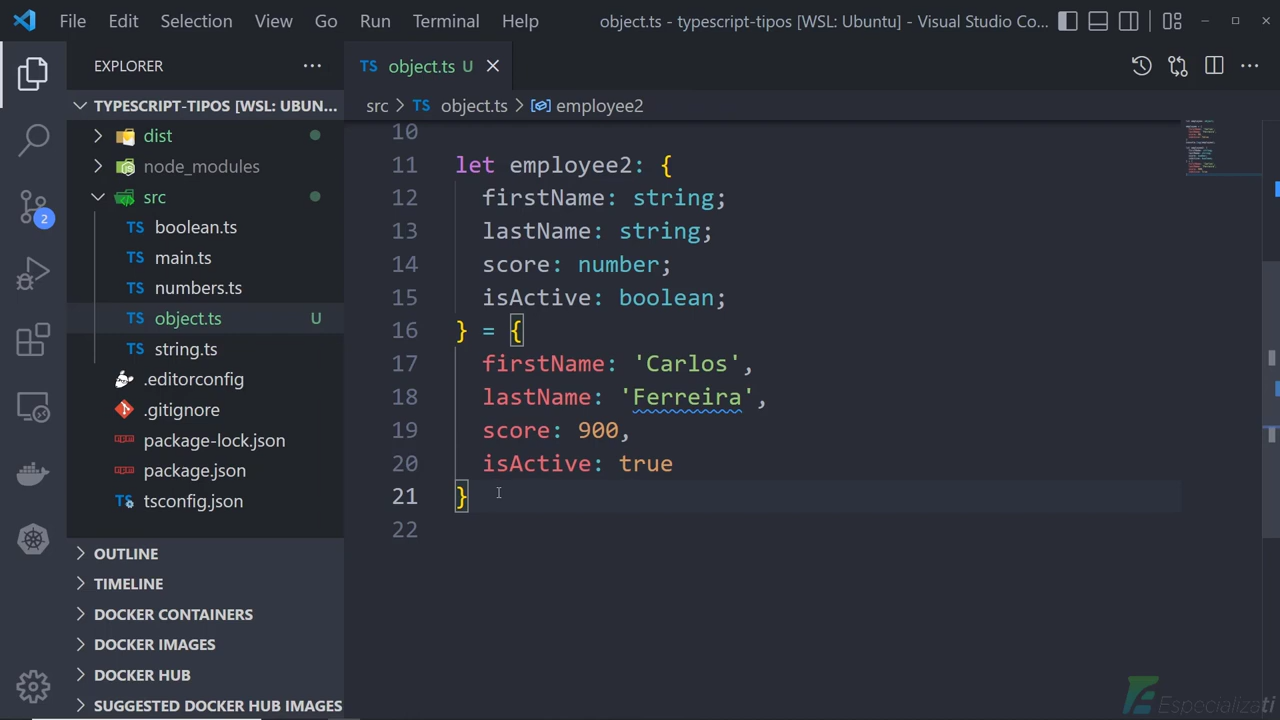 File Edit Selection View Go Run Terminal Help object.ts - typescript-tipos [WSL: Ubuntu] - Visual Studio Co...
EXPLORER
TYPESCRIPT-TIPOS [WSL: UBUN...
dist
node_modules
src
TS boolean.ts
TS main.ts
TS numbers.ts
TS object.ts U
TS string.ts
.editorconfig
.gitignore
package-lock.json
package.json
TS tsconfig.json
OUTLINE
TIMELINE
DOCKER CONTAINERS
DOCKER IMAGES
DOCKER HUB
SUGGESTED DOCKER HUB IMAGES
2
TS object.ts U
src > TS object.ts > employee2
10
11 let employee2: {
12 firstName: string;
13 lastName: string;
14 score: number;
15 isActive: boolean;
16 } = {
17 firstName: 'Carlos',
18 lastName: 'Ferreira',
19 score: 900,
20 isActive: true
21 }
22
EspecializaTi